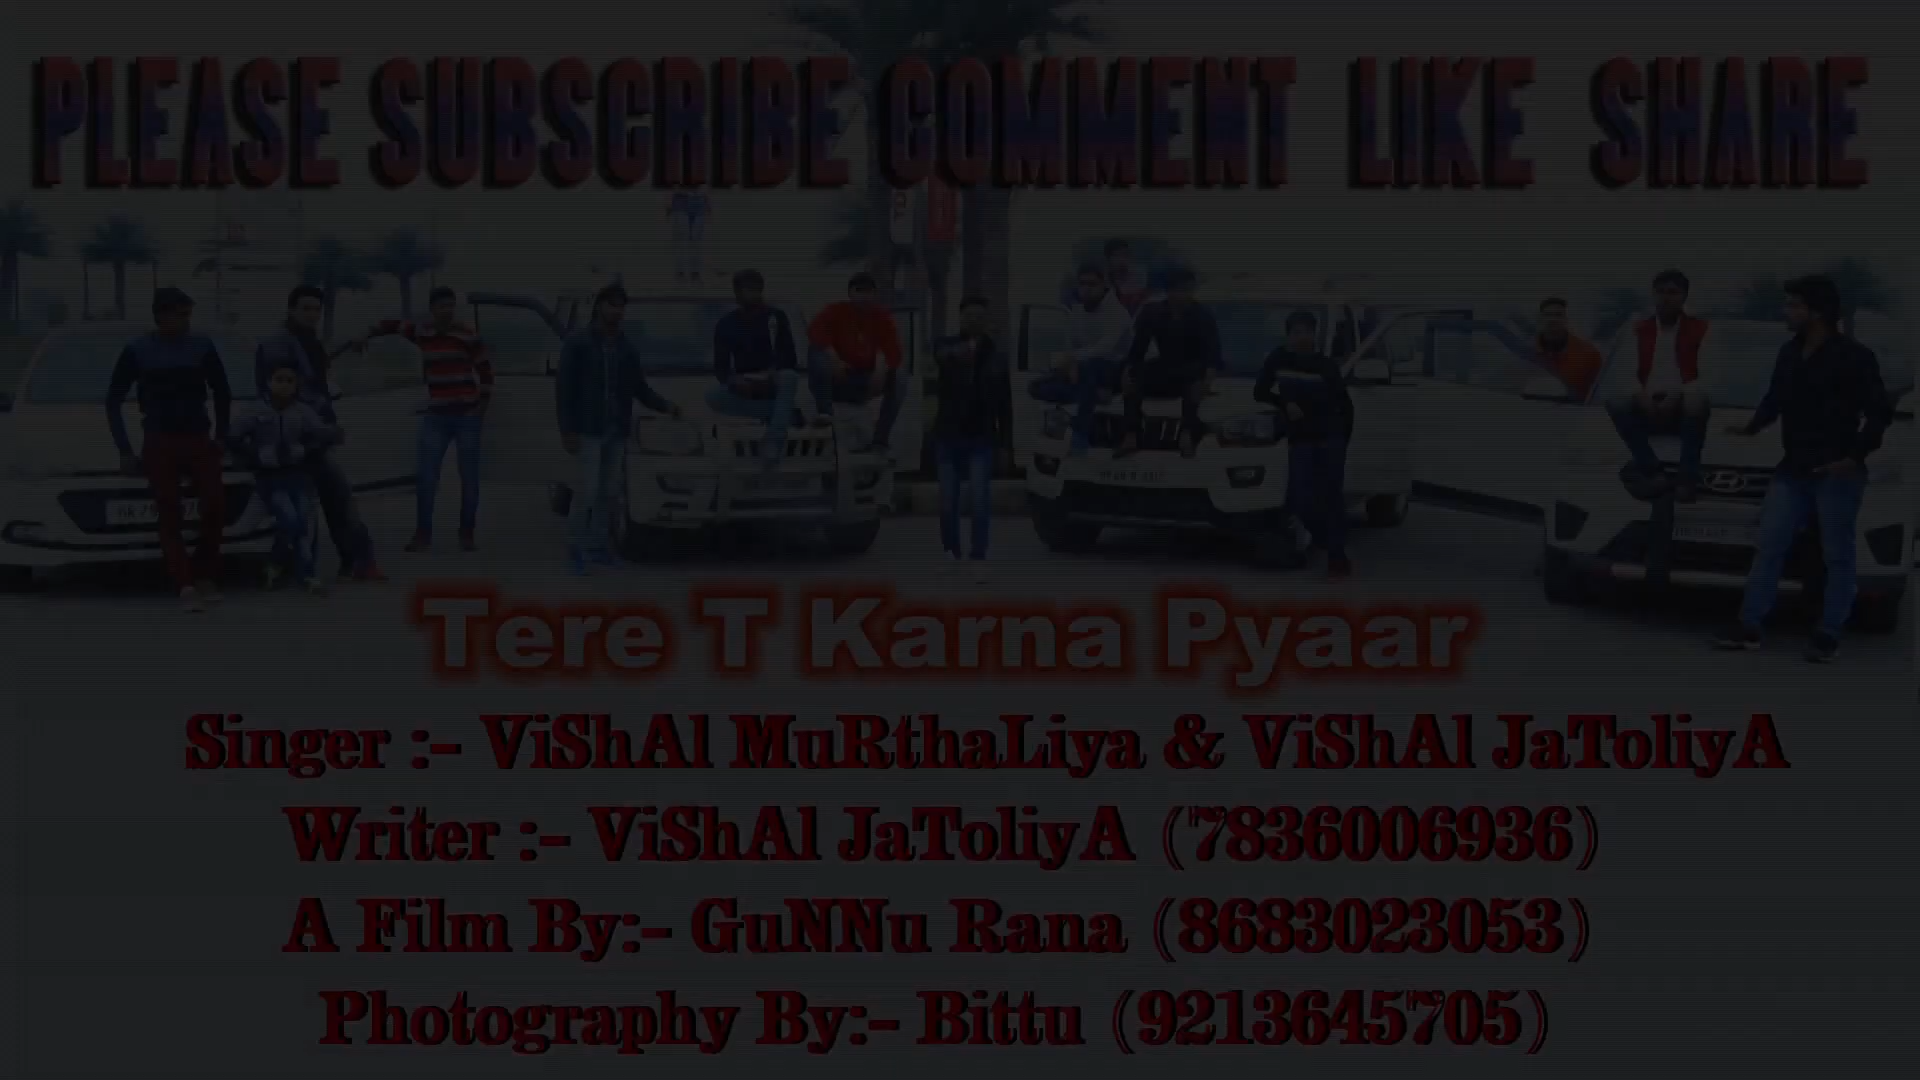 PLEASE SUBSCRIBE COMMENT LIKE SHARE
Tere T Karna Pyaar
Singer :- ViShAl MuRthaLiya & ViShAl JaToliyA
Writer :- ViShAl JaToliyA (7836006936)
A Film By:- GuNNu Rana (8683023053)
Photography By:- Bittu (9213645705)